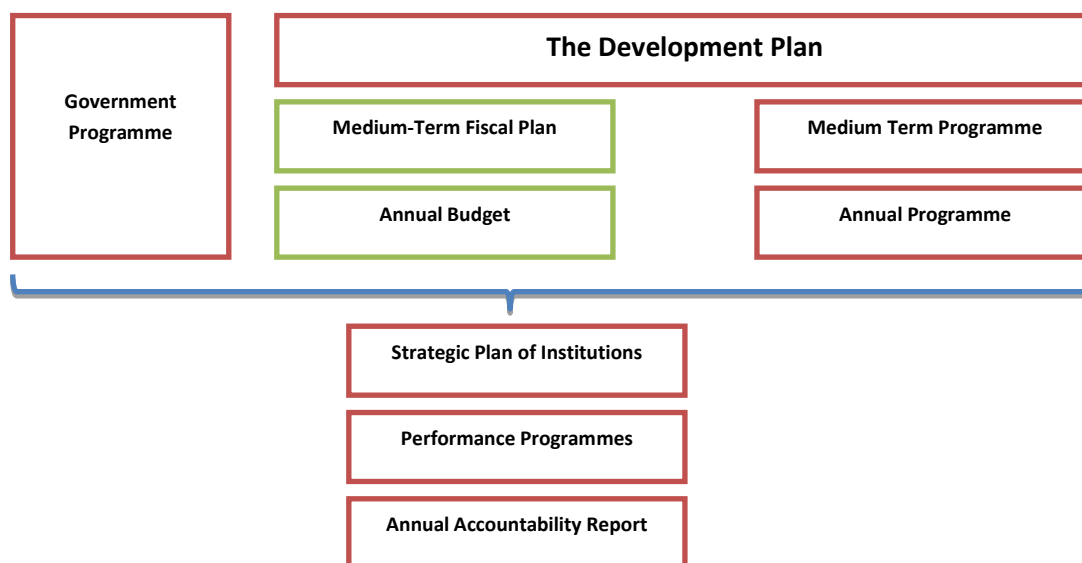 Government
Programme
The Development Plan
Medium-Term Fiscal Plan
Medium Term Programme
Annual Budget
Annual Programme
Strategic Plan of Institutions
Performance Programmes
Annual Accountability Report